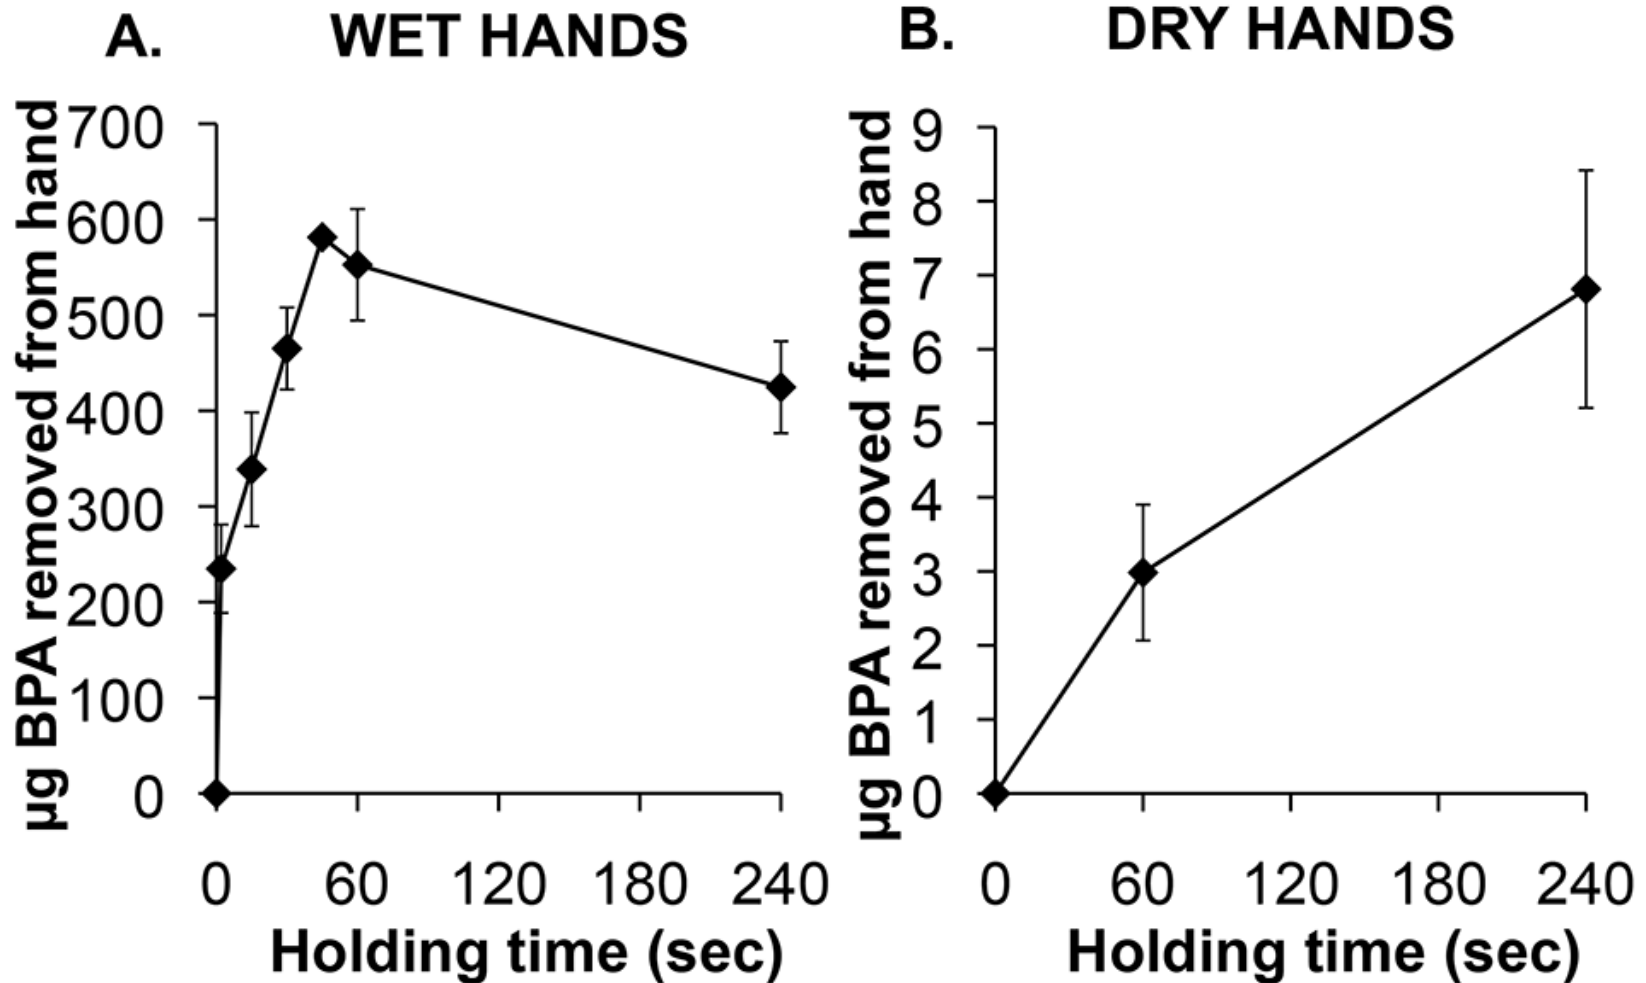 A. WET HANDS
µg BPA removed from hand
700
600
500
400
300
200
100
0
0 60 120 180 240
Holding time (sec)
B. DRY HANDS
µg BPA removed from hand
9
8
7
6
5
4
3
2
1
0
0 60 120 180 240
Holding time (sec)